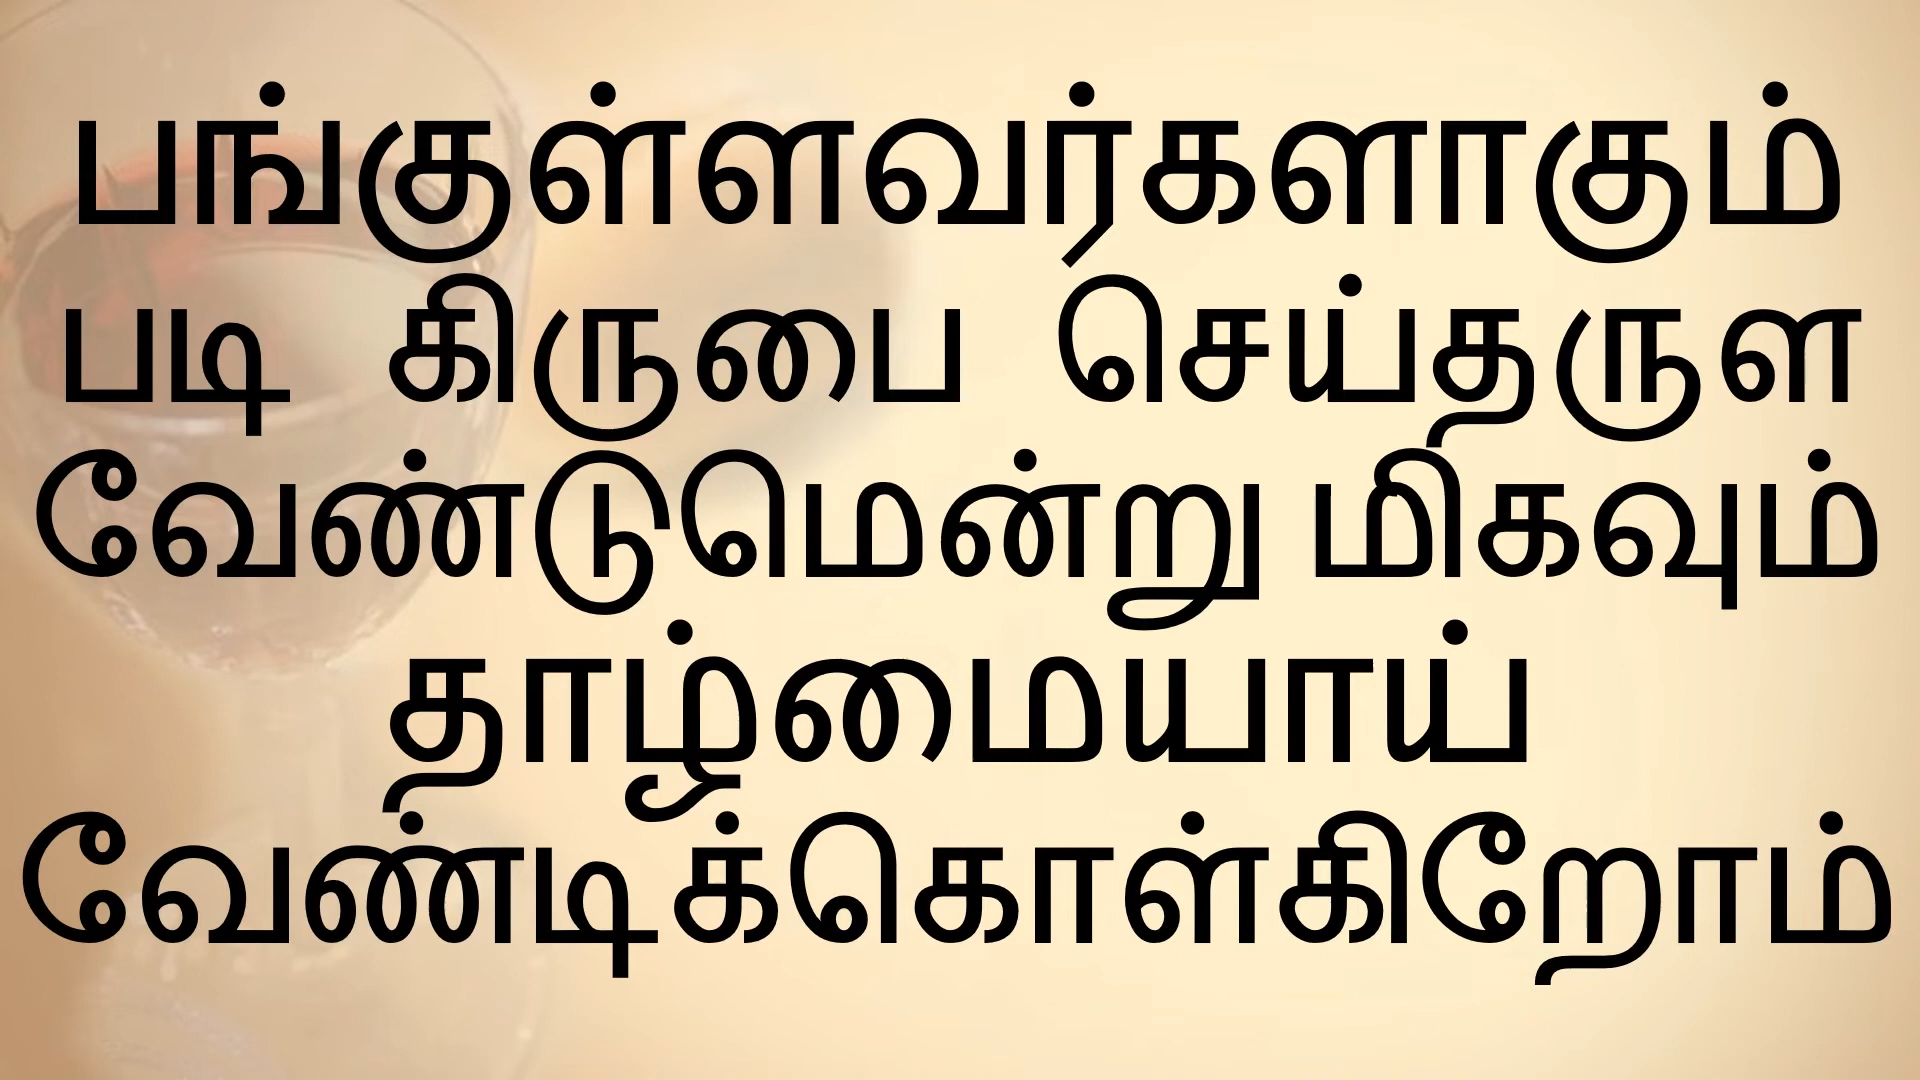 பங்குள்ளவர்களாகும்
படி கிருபை செய்தருள
வேண்டுமென்று மிகவும்
தாழ்மையாய்
வேண்டிக்கொள்கிறோம்